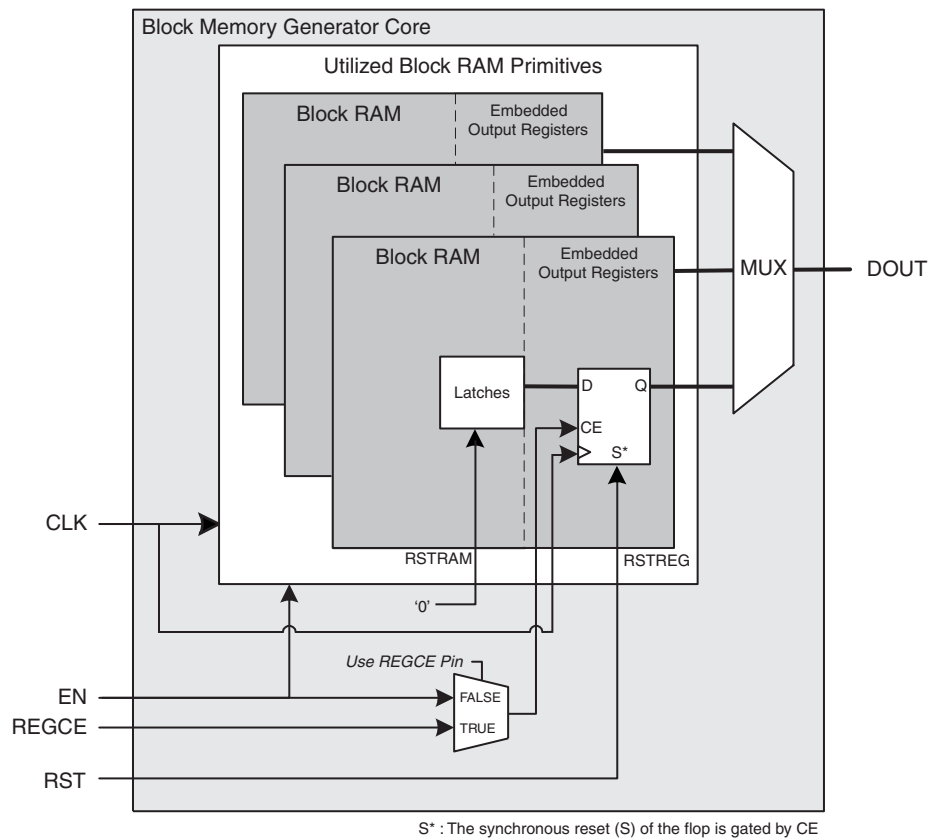 Block Memory Generator Core
Utilized Block RAM Primitives
Block RAM
Embedded
Output Registers
Block RAM
Embedded
Output Registers
Block RAM
Embedded
Output Registers
MUX
DOUT
Latches
D
Q
CE
S*
CLK
RSTRAM
RSTREG
‘0’
Use REGCE Pin
EN
FALSE
REGCE
TRUE
RST
S* : The synchronous reset (S) of the flop is gated by CE